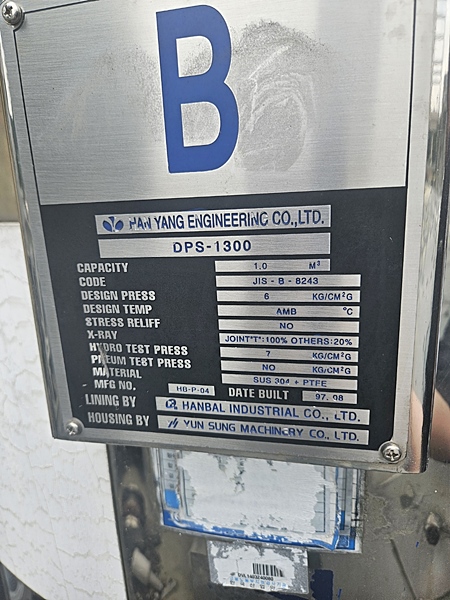 B
HAN YANG ENGINEERING CO.,LTD.
DPS-1300
CAPACITY 1.0 M³
CODE JIS - B - 8243
DESIGN PRESS 6 KG/CM²G
DESIGN TEMP AMB °C
STRESS RELIFF NO
X-RAY JOINT"T":100% OTHERS:20%
HYDRO TEST PRESS 7 KG/CM²G
PNEUM TEST PRESS NO KG/CM²G
MATERIAL SUS 304 + PTFE
MFG NO. HB-P-04 DATE BUILT 97. 08
LINING BY HANBAL INDUSTRIAL CO., LTD.
HOUSING BY YUN SUNG MACHINERY CO., LTD.